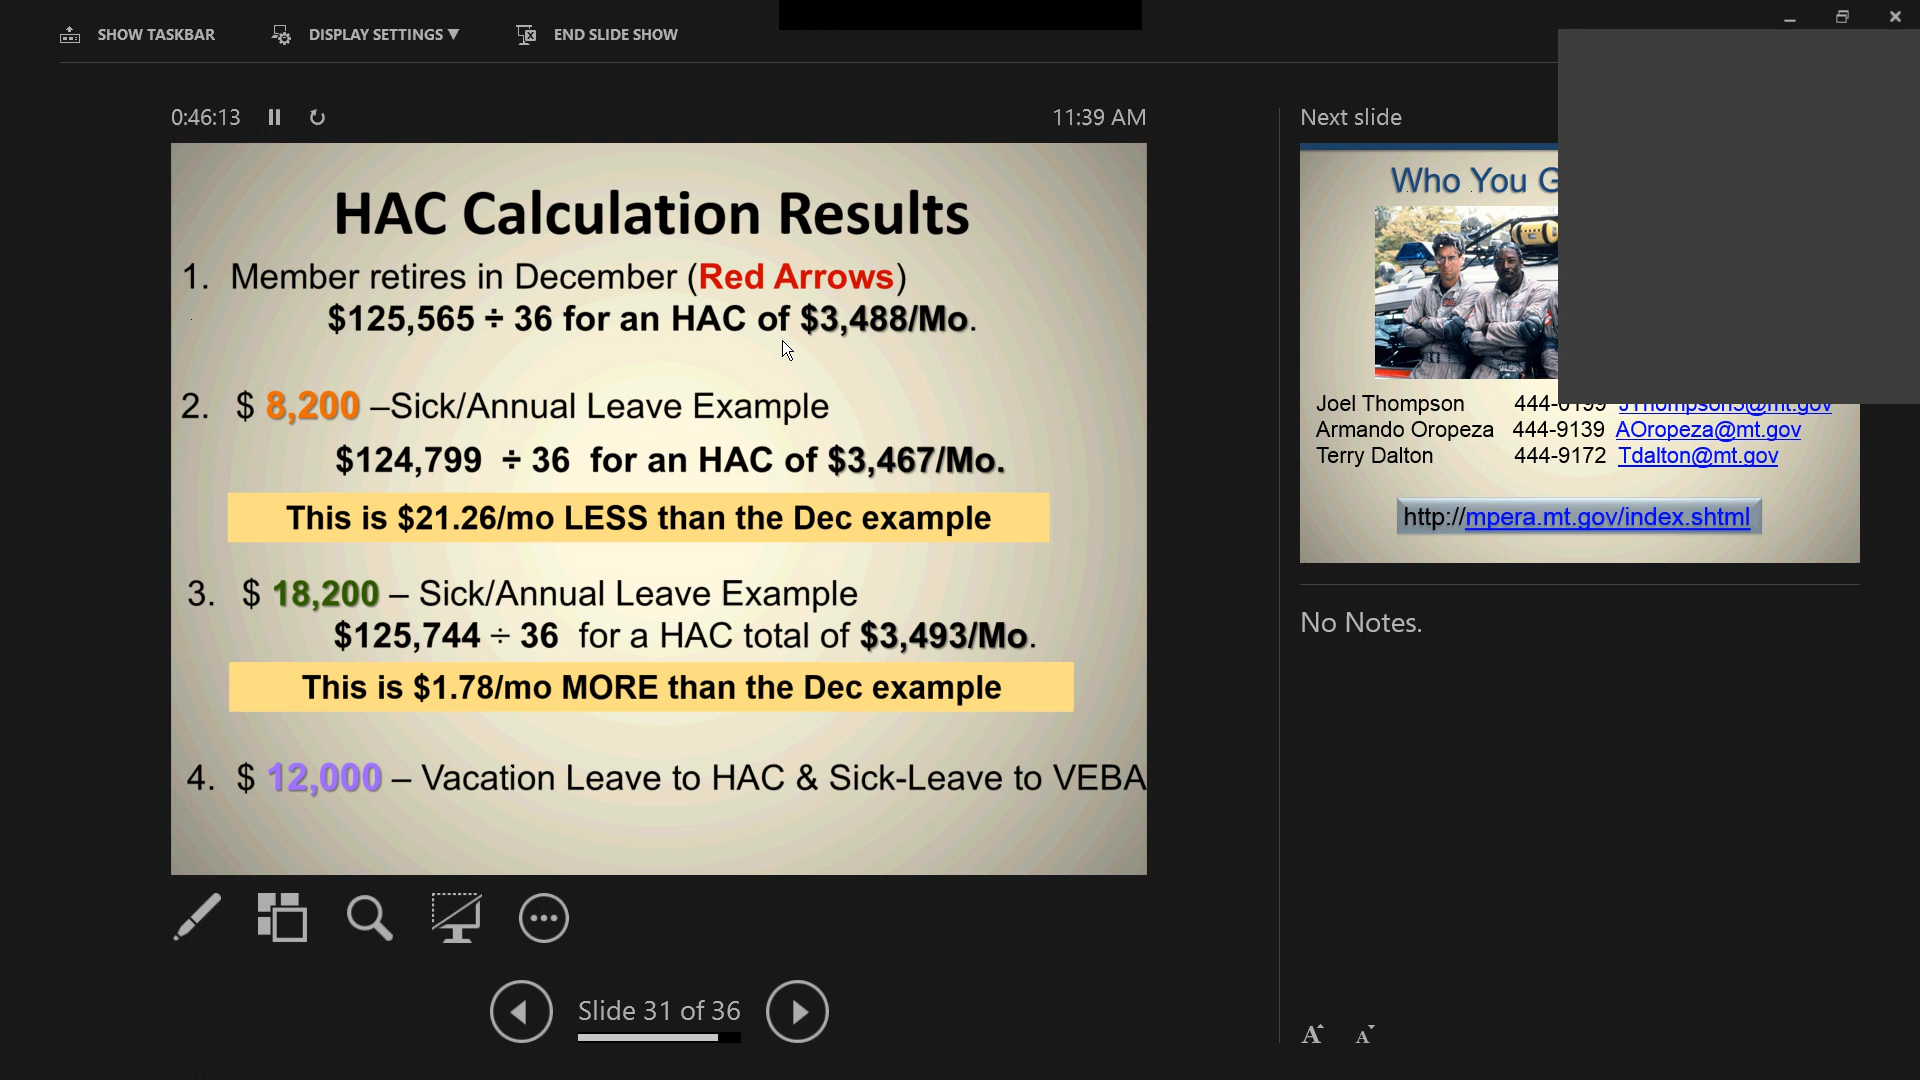 SHOW TASKBAR
DISPLAY SETTINGS ▼
END SLIDE SHOW
0:46:13
11:39 AM
HAC Calculation Results
1. Member retires in December (Red Arrows)
$125,565 ÷ 36 for an HAC of $3,488/Mo.
2. $ 8,200 –Sick/Annual Leave Example
$124,799 ÷ 36 for an HAC of $3,467/Mo.
This is $21.26/mo LESS than the Dec example
3. $ 18,200 – Sick/Annual Leave Example
$125,744 ÷ 36 for a HAC total of $3,493/Mo.
This is $1.78/mo MORE than the Dec example
4. $ 12,000 – Vacation Leave to HAC & Sick-Leave to VEBA
Slide 31 of 36
Next slide
Who You
Joel Thompson
Armando Oropeza 444-9139 AOropeza@mt.gov
Terry Dalton 444-9172 Tdalton@mt.gov
http://mpera.mt.gov/index.shtml
No Notes.
A A